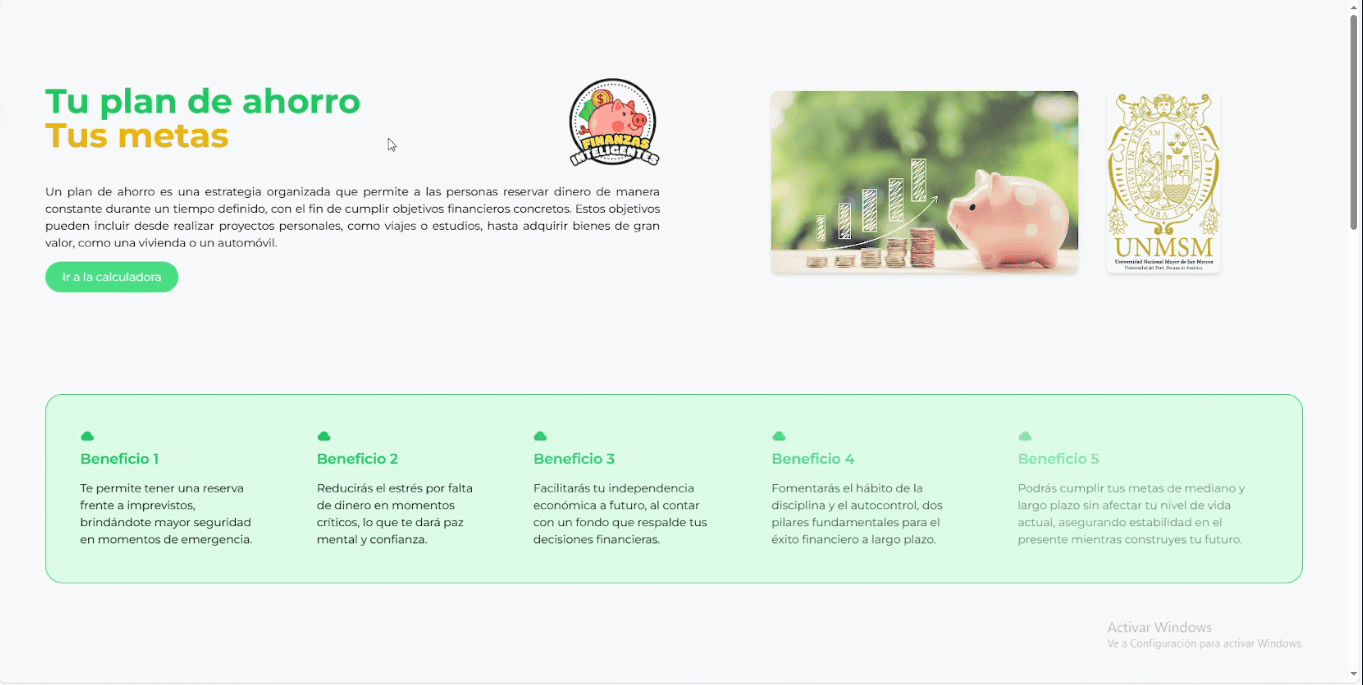 Tu plan de ahorro
Tus metas
FINANZAS
INTELIGENTES
Un plan de ahorro es una estrategia organizada que permite a las personas reservar dinero de manera
constante durante un tiempo definido, con el fin de cumplir objetivos financieros concretos. Estos objetivos
pueden incluir desde realizar proyectos personales, como viajes o estudios, hasta adquirir bienes de gran
valor, como una vivienda o un automóvil.
Ir a la calculadora
UNMSM
Universidad Nacional Mayor de San Marcos
Universidad del Perú. Decana de América.
Beneficio 1
Te permite tener una reserva
frente a imprevistos,
brindándote mayor seguridad
en momentos de emergencia.
Beneficio 2
Reducirás el estrés por falta
de dinero en momentos
críticos, lo que te dará paz
mental y confianza.
Beneficio 3
Facilitarás tu independencia
económica a futuro, al contar
con un fondo que respalde tus
decisiones financieras.
Beneficio 4
Fomentarás el hábito de la
disciplina y el autocontrol, dos
pilares fundamentales para el
éxito financiero a largo plazo.
Beneficio 5
Podrás cumplir tus metas de mediano y
largo plazo sin afectar tu nivel de vida
actual, asegurando estabilidad en el
presente mientras construyes tu futuro.
Activar Windows
Ve a Configuración para activar Windows.